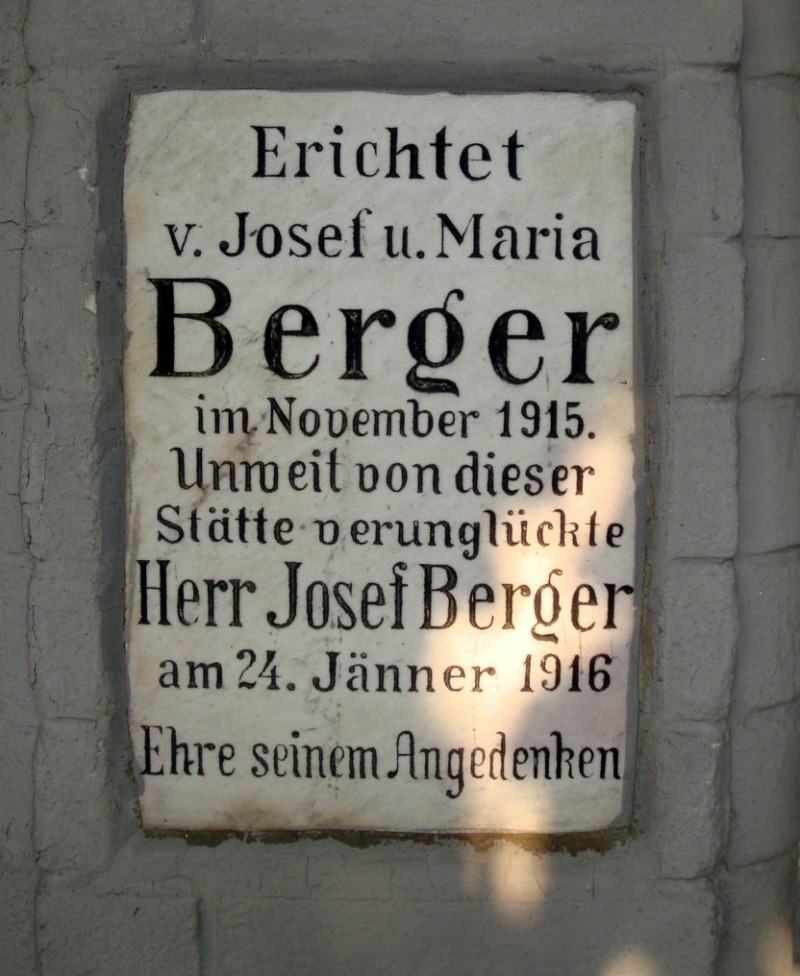 Erichtet
v. Josef u. Maria
Berger
im November 1915.
Unweit von dieser
Stätte verunglückte
Herr Josef Berger
am 24. Jänner 1916
Ehre seinem Angedenken